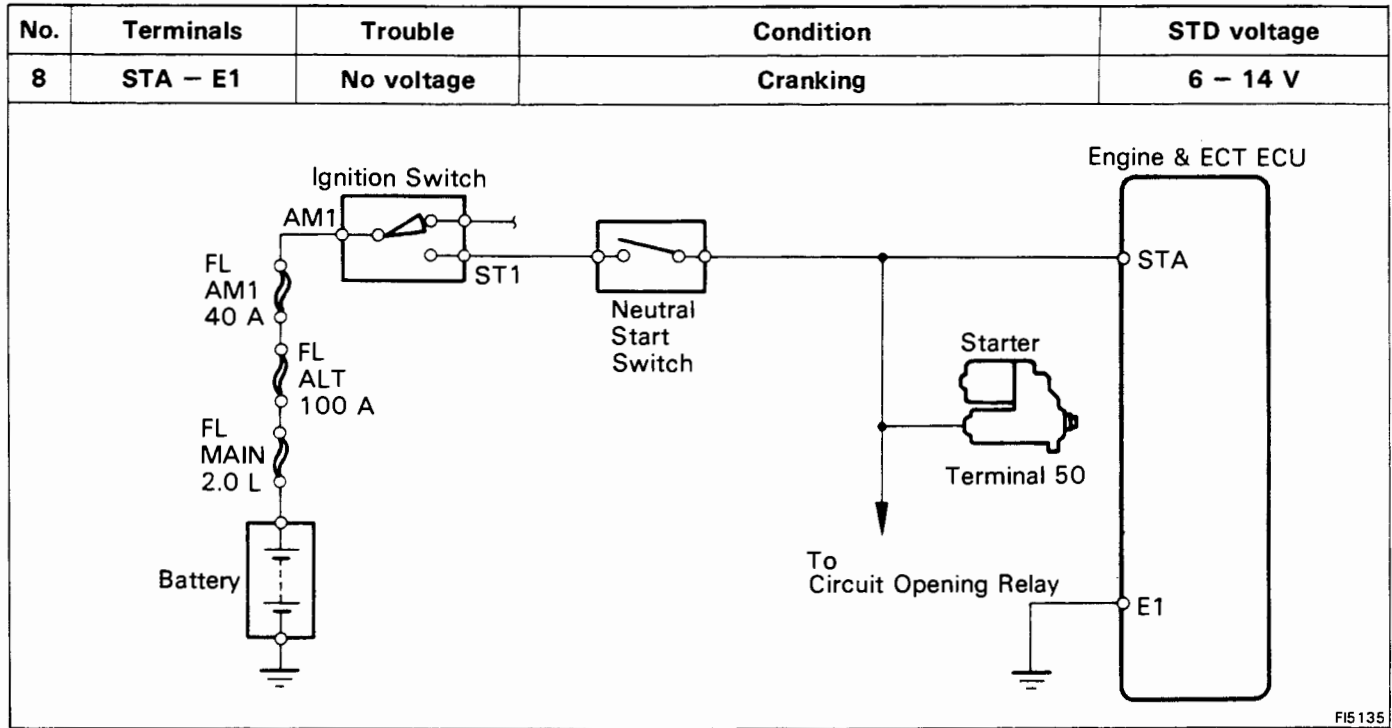 No. Terminals Trouble Condition STD voltage
8 STA – E1 No voltage Cranking 6 – 14 V
Engine & ECT ECU
Ignition Switch
AM1
ST1
FL
AM1
40 A
FL
ALT
100 A
FL
MAIN
2.0 L
Battery
Neutral
Start
Switch
STA
Starter
Terminal 50
To
Circuit Opening Relay
E1
FI5135